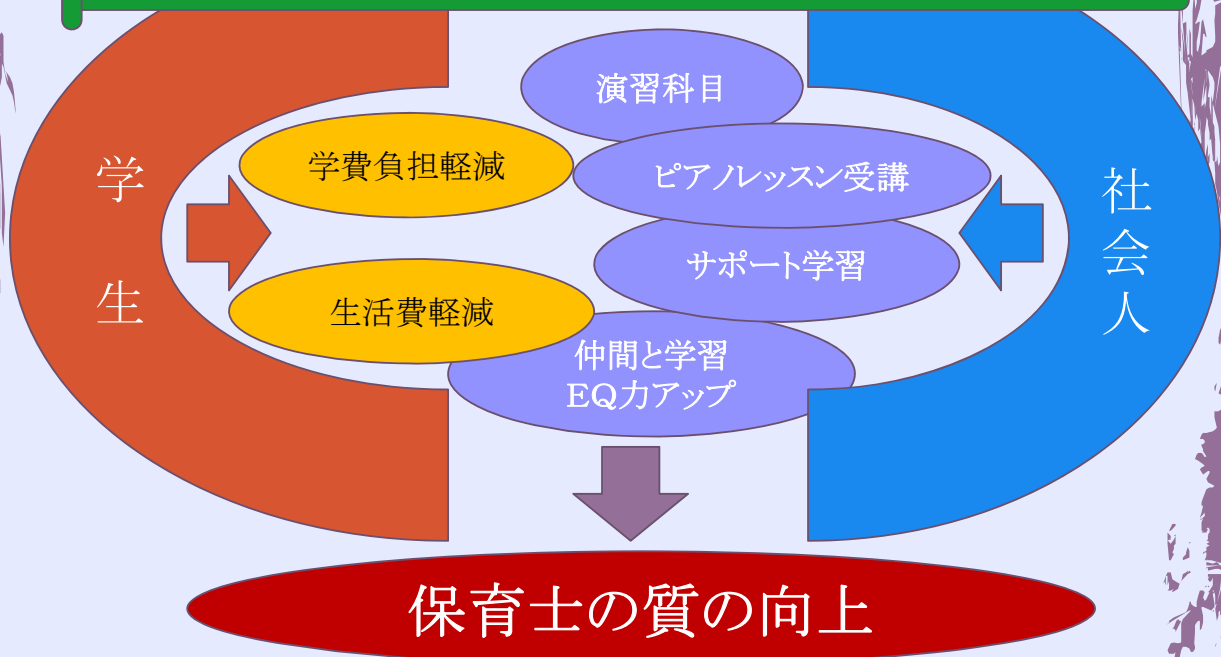 演習科目
学費負担軽減
ピアノレッスン受講
学生
社会人
サポート学習
生活費軽減
仲間と学習
EQ力アップ
保育士の質の向上